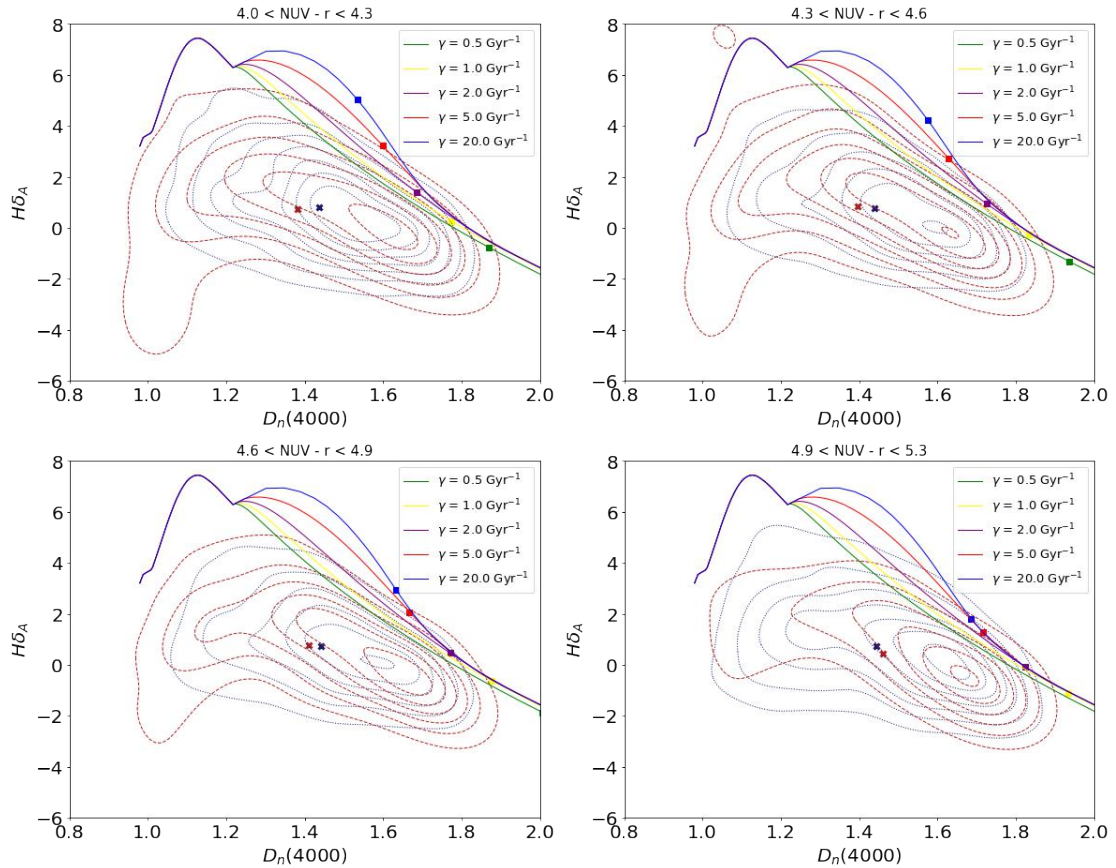 4.0 < NUV - r < 4.3
8
6
4
2
0
−2
−4
−6
Hδ_A
γ = 0.5 Gyr⁻¹
γ = 1.0 Gyr⁻¹
γ = 2.0 Gyr⁻¹
γ = 5.0 Gyr⁻¹
γ = 20.0 Gyr⁻¹
0.8 1.0 1.2 1.4 1.6 1.8 2.0
D_n(4000)
4.3 < NUV - r < 4.6
8
6
4
2
0
−2
−4
−6
Hδ_A
γ = 0.5 Gyr⁻¹
γ = 1.0 Gyr⁻¹
γ = 2.0 Gyr⁻¹
γ = 5.0 Gyr⁻¹
γ = 20.0 Gyr⁻¹
0.8 1.0 1.2 1.4 1.6 1.8 2.0
D_n(4000)
4.6 < NUV - r < 4.9
8
6
4
2
0
−2
−4
−6
Hδ_A
γ = 0.5 Gyr⁻¹
γ = 1.0 Gyr⁻¹
γ = 2.0 Gyr⁻¹
γ = 5.0 Gyr⁻¹
γ = 20.0 Gyr⁻¹
0.8 1.0 1.2 1.4 1.6 1.8 2.0
D_n(4000)
4.9 < NUV - r < 5.3
8
6
4
2
0
−2
−4
−6
Hδ_A
γ = 0.5 Gyr⁻¹
γ = 1.0 Gyr⁻¹
γ = 2.0 Gyr⁻¹
γ = 5.0 Gyr⁻¹
γ = 20.0 Gyr⁻¹
0.8 1.0 1.2 1.4 1.6 1.8 2.0
D_n(4000)